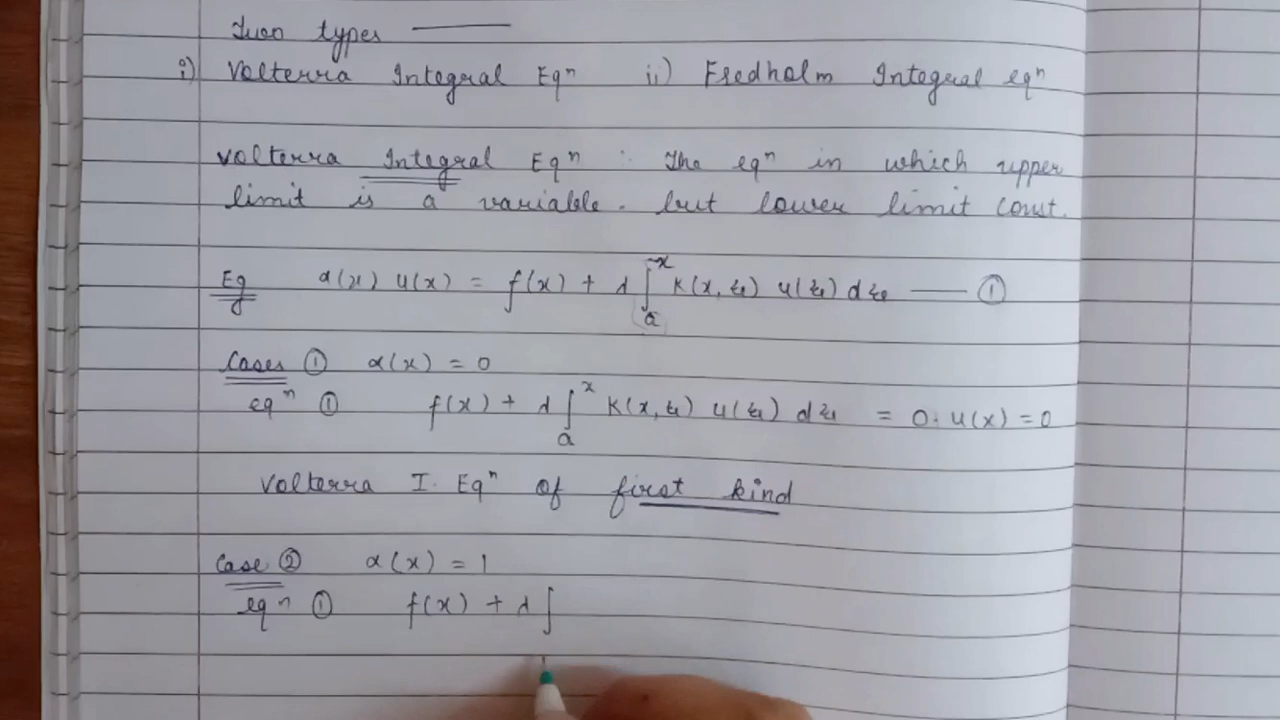 Two types
i) Volterra Integral Eqⁿ ii) Fredholm Integral eqⁿ
Volterra Integral Eqⁿ : The eqⁿ in which upper
limit is a variable. but lower limit const.
Eg α(x) u(x) = f(x) + λ ∫ₐˣ K(x, ξ) u(ξ) dξ — ①
Cases ① α(x) = 0
eqⁿ ① f(x) + λ ∫ₐˣ K(x, ξ) u(ξ) dξ = 0. u(x) = 0
Volterra I. Eqⁿ of first kind
Case ② α(x) = 1
eqⁿ ① f(x) + λ ∫